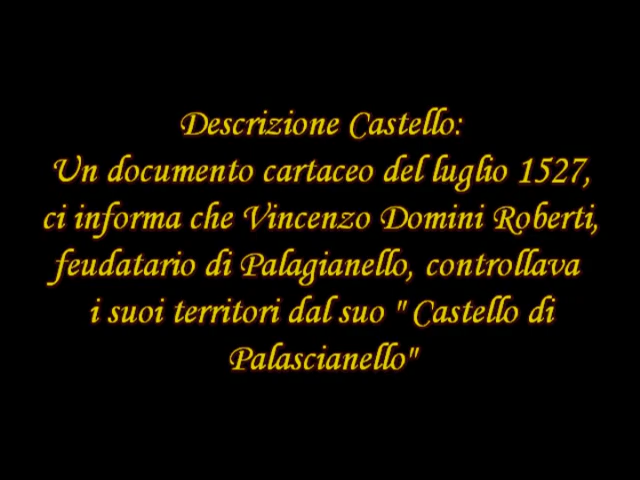 Descrizione Castello:
Un documento cartaceo del luglio 1527,
ci informa che Vincenzo Domini Roberti,
feudatario di Palagianello, controllava
i suoi territori dal suo " Castello di
Palascianello"